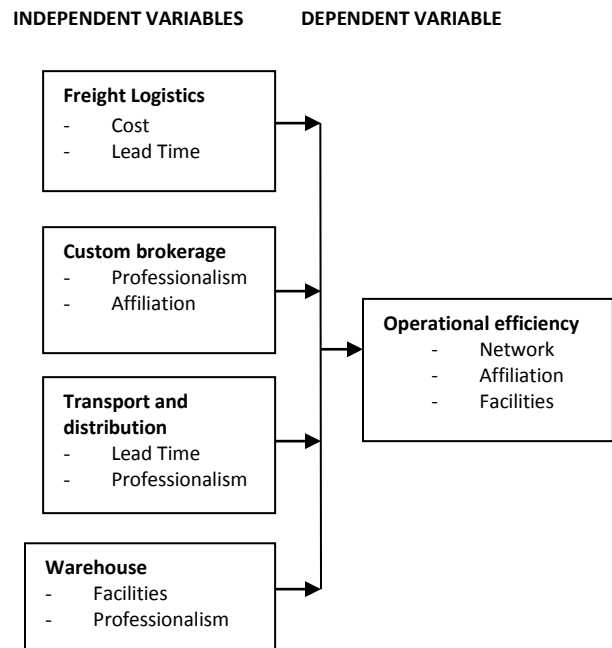 INDEPENDENT VARIABLES DEPENDENT VARIABLE
Freight Logistics
- Cost
- Lead Time
Custom brokerage
- Professionalism
- Affiliation
Transport and
distribution
- Lead Time
- Professionalism
Warehouse
- Facilities
- Professionalism
Operational efficiency
- Network
- Affiliation
- Facilities